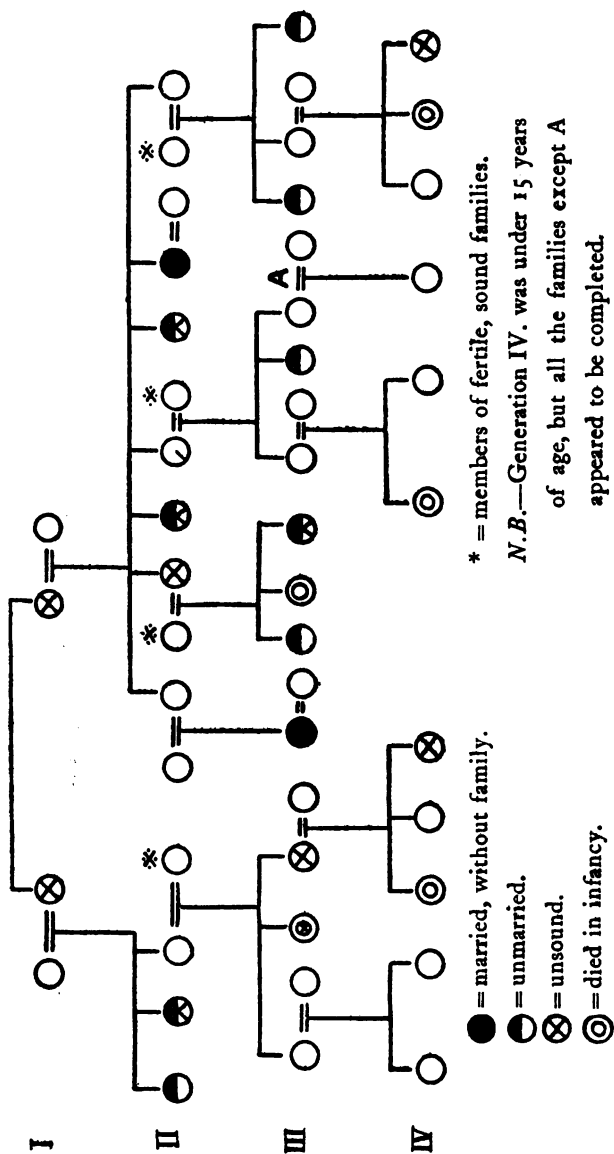 I
II
III
IV
*
*
*
*
A
= married, without family.
= unmarried.
= unsound.
= died in infancy.
* = members of fertile, sound families.
N.B.—Generation IV. was under 15 years
of age, but all the families except A
appeared to be completed.